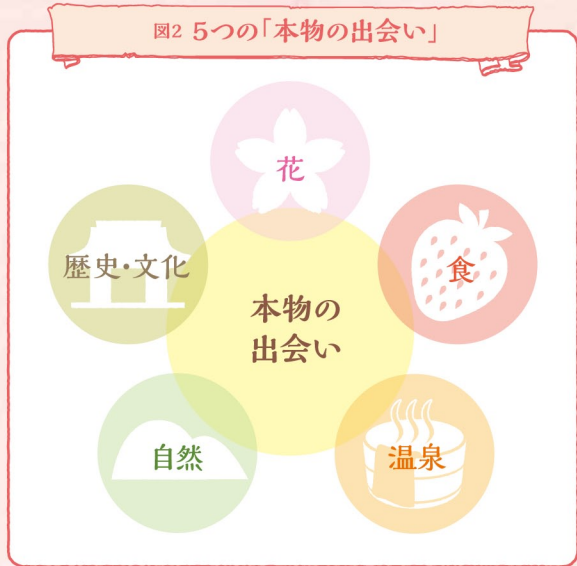 図2 5つの「本物の出会い」
花
歴史・文化
食
本物の
出会い
自然
温泉